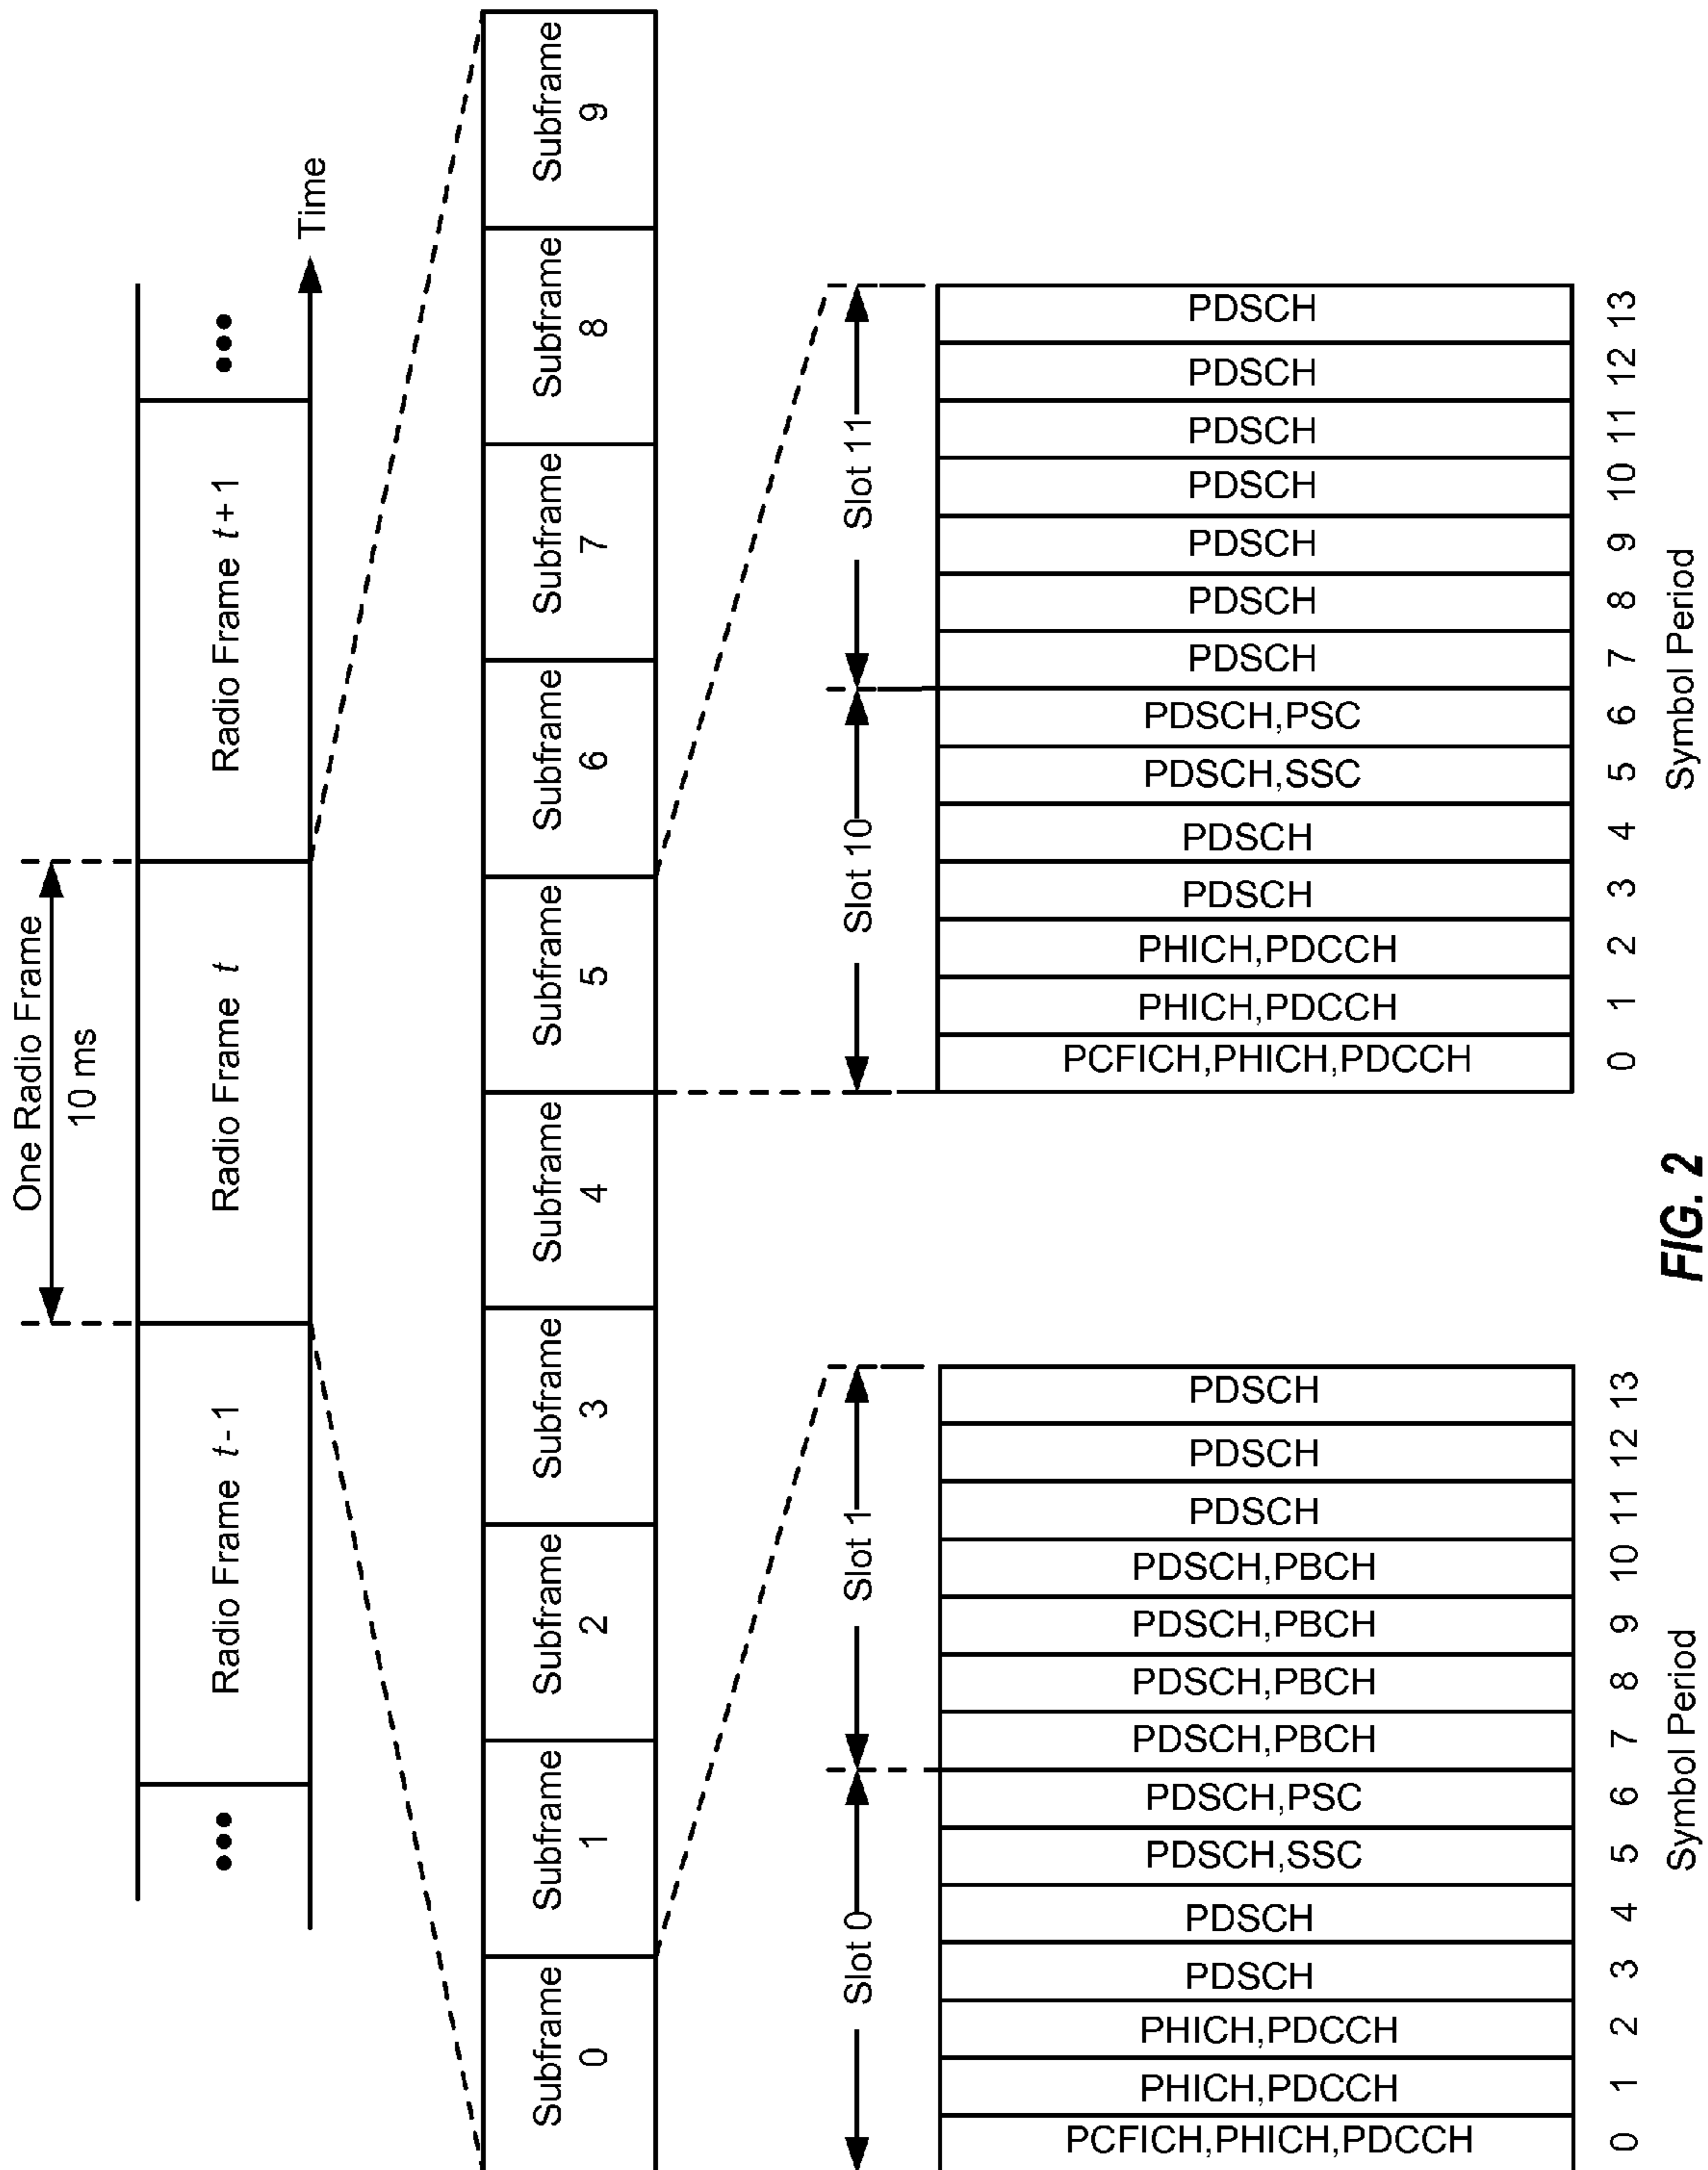 One Radio Frame
10 ms
Radio Frame t - 1
Radio Frame t
Radio Frame t + 1
Time
Subframe
0
Subframe
1
Subframe
2
Subframe
3
Subframe
4
Subframe
5
Subframe
6
Subframe
7
Subframe
8
Subframe
9
Slot 0
Slot 1
PCFICH,PHICH,PDCCH
PHICH,PDCCH
PHICH,PDCCH
PDSCH
PDSCH
PDSCH,SSC
PDSCH,PSC
PDSCH,PBCH
PDSCH,PBCH
PDSCH,PBCH
PDSCH,PBCH
PDSCH
PDSCH
PDSCH
0 1 2 3 4 5 6 7 8 9 10 11 12 13
Symbol Period
Slot 10
Slot 11
PCFICH,PHICH,PDCCH
PHICH,PDCCH
PHICH,PDCCH
PDSCH
PDSCH
PDSCH,SSC
PDSCH,PSC
PDSCH
PDSCH
PDSCH
PDSCH
PDSCH
PDSCH
PDSCH
0 1 2 3 4 5 6 7 8 9 10 11 12 13
Symbol Period
FIG. 2